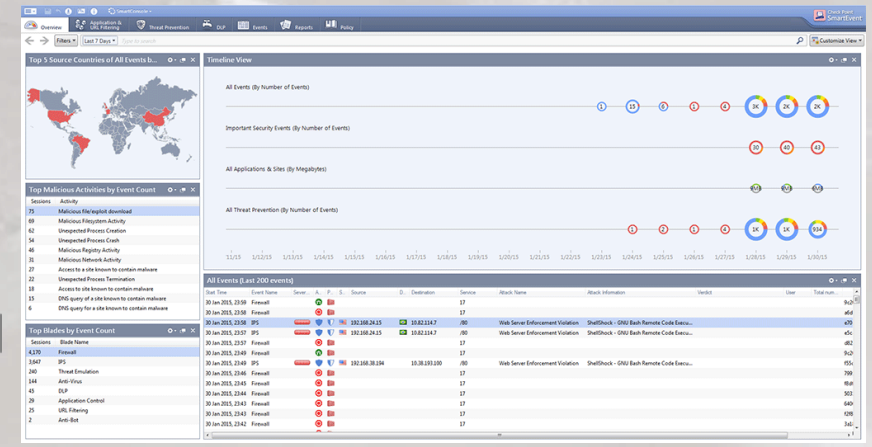 SmartConsole
Check Point
SmartEvent
Overview
Application &
URL Filtering
Threat Prevention
DLP
Events
Reports
Policy
Filters
Last 7 Days
Type to search
Customize View
Top 5 Source Countries of All Events b...
Timeline View
All Events (By Number of Events)
1 15 6 1 4 3K 2K 2K
Important Security Events (By Number of Events)
30 40 43
All Applications & Sites (By Megabytes)
All Threat Prevention (By Number of Events)
1 2 1 4 1K 1K 934
1/11/15 1/12/15 1/13/15 1/14/15 1/15/15 1/16/15 1/17/15 1/18/15 1/19/15 1/20/15 1/21/15 1/22/15 1/23/15 1/24/15 1/25/15 1/26/15 1/27/15 1/28/15 1/29/15 1/30/15
Top Malicious Activities by Event Count
Sessions Activity
75 Malicious file/exploit download
69 Malicious Filesystem Activity
62 Unexpected Process Creation
54 Unexpected Process Crash
46 Malicious Registry Activity
31 Malicious Network Activity
27 Access to a site known to contain malware
22 Unexpected Process Termination
18 Access to site known to contain malware
15 DNS query of a site known to contain malware
6 DNS query for a site known to contain malware
Top Blades by Event Count
Sessions Blade Name
4,170 Firewall
3,847 IPS
240 Threat Emulation
144 Anti-Virus
45 DLP
29 Application Control
25 URL Filtering
2 Anti-Bot
All Events (Last 200 events)
Start Time Event Name Sever... A. P.. S.. Source D.. Destination Service Attack Name Attack Information Verdict User Total num...
30 Jan 2015, 23:59 Firewall 17
30 Jan 2015, 23:59 Firewall 17
30 Jan 2015, 23:58 IPS 192.168.24.15 10.82.114.7 /80 Web Server Enforcement Violation ShellShock - GNU Bash Remote Code Execu...
30 Jan 2015, 23:57 IPS 192.168.24.15 10.82.114.7 /80 Web Server Enforcement Violation ShellShock - GNU Bash Remote Code Execu...
30 Jan 2015, 23:57 Firewall 17
30 Jan 2015, 23:49 Firewall 17
30 Jan 2015, 23:49 IPS 192.168.38.194 10.38.193.100 /80 Web Server Enforcement Violation ShellShock - GNU Bash Remote Code Execu...
30 Jan 2015, 23:46 Firewall 17
30 Jan 2015, 23:45 Firewall 17
30 Jan 2015, 23:44 Firewall 17
30 Jan 2015, 23:43 Firewall 17
30 Jan 2015, 23:43 Firewall 17
30 Jan 2015, 23:42 Firewall 17